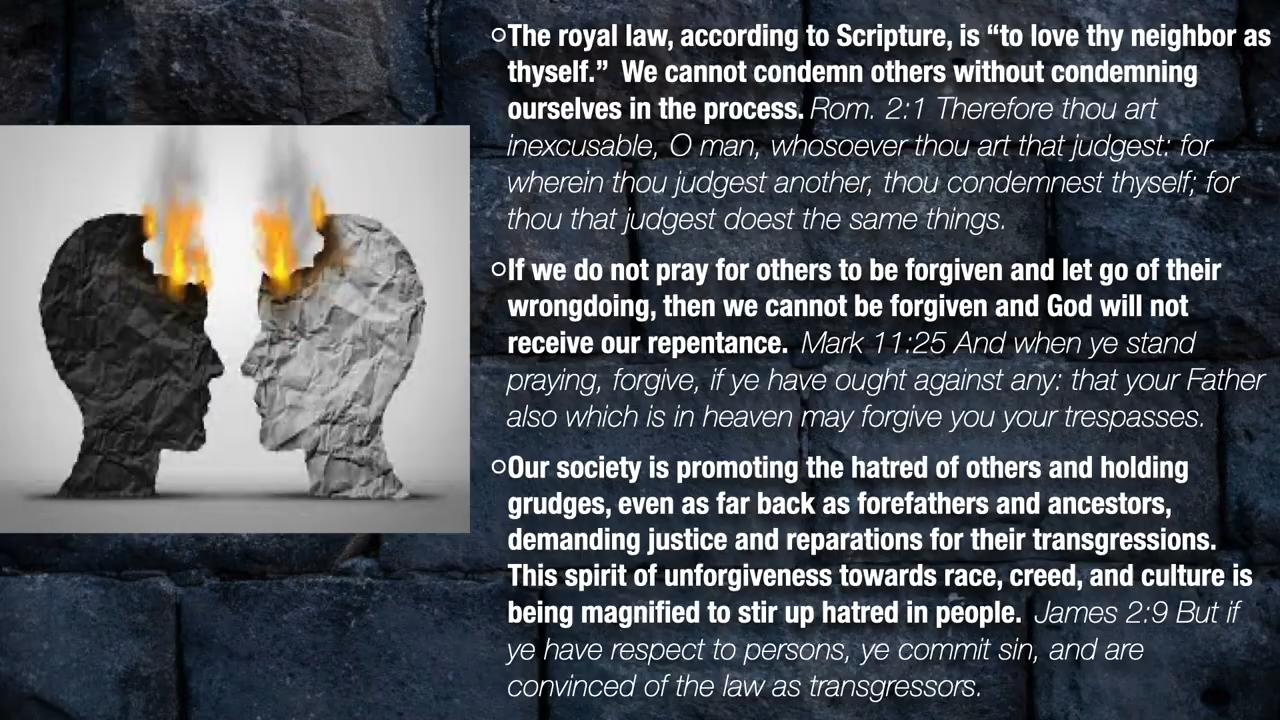 ○The royal law, according to Scripture, is “to love thy neighbor as
thyself.”  We cannot condemn others without condemning
ourselves in the process. Rom. 2:1 Therefore thou art
inexcusable, O man, whosoever thou art that judgest: for
wherein thou judgest another, thou condemnest thyself; for
thou that judgest doest the same things.
○If we do not pray for others to be forgiven and let go of their
wrongdoing, then we cannot be forgiven and God will not
receive our repentance.  Mark 11:25 And when ye stand
praying, forgive, if ye have ought against any: that your Father
also which is in heaven may forgive you your trespasses.
○Our society is promoting the hatred of others and holding
grudges, even as far back as forefathers and ancestors,
demanding justice and reparations for their transgressions.
This spirit of unforgiveness towards race, creed, and culture is
being magnified to stir up hatred in people.  James 2:9 But if
ye have respect to persons, ye commit sin, and are
convinced of the law as transgressors.